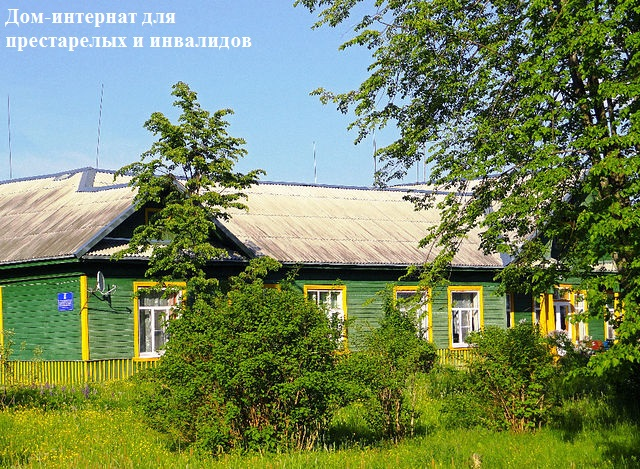 Дом-интернат для
престарелых и инвалидов